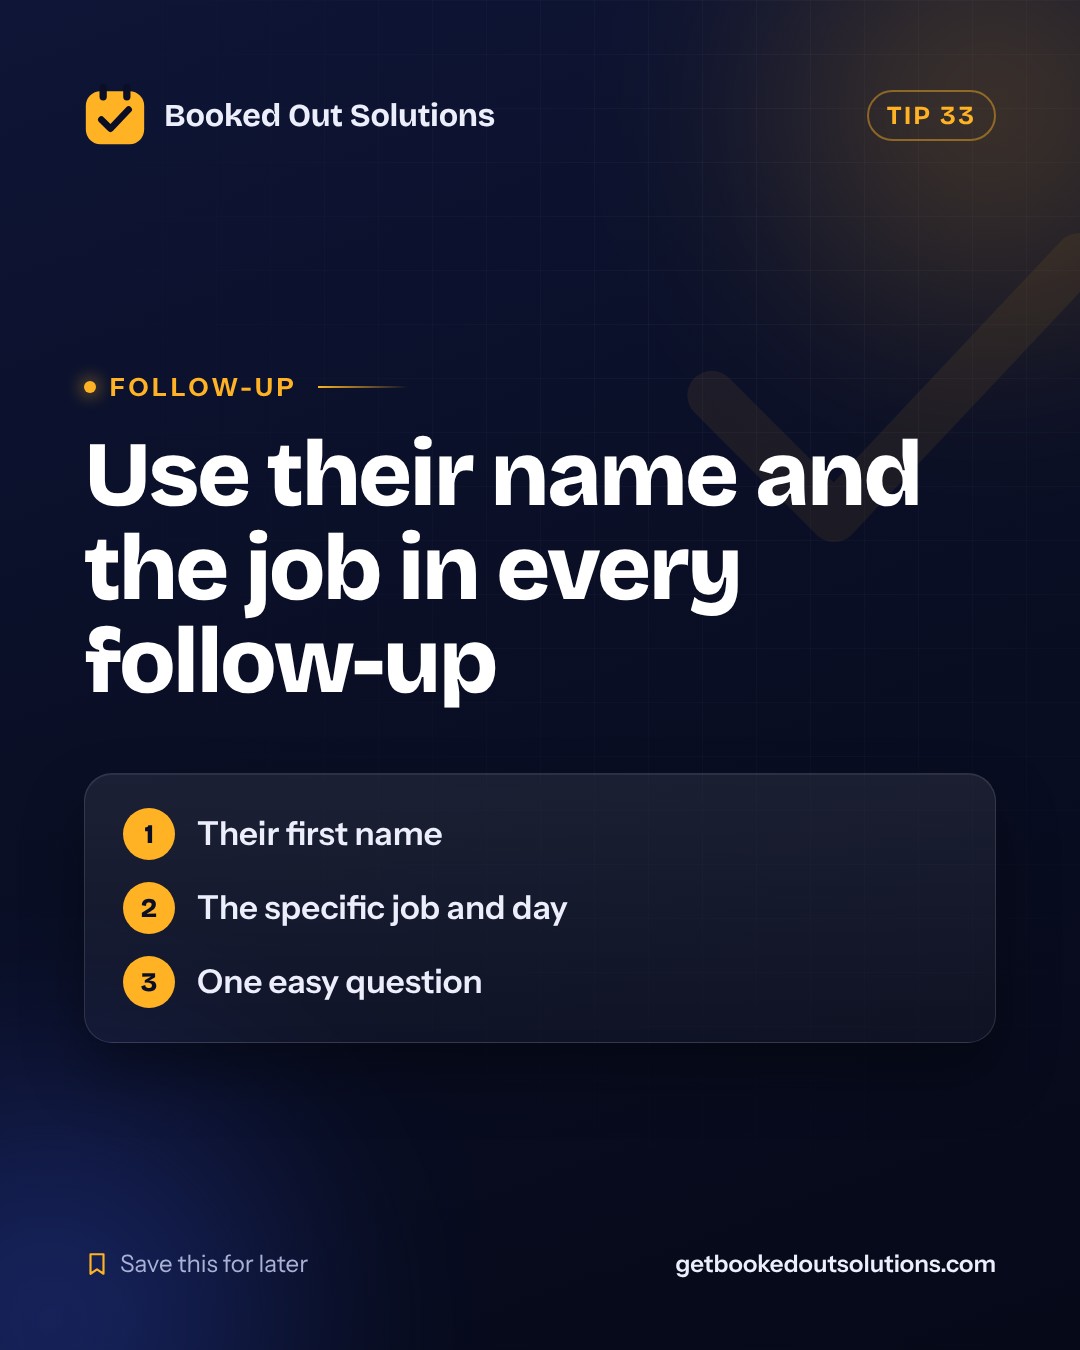 Booked Out Solutions
TIP 33
FOLLOW-UP
Use their name and
the job in every
follow-up
1 Their first name
2 The specific job and day
3 One easy question
Save this for later
getbookedoutsolutions.com